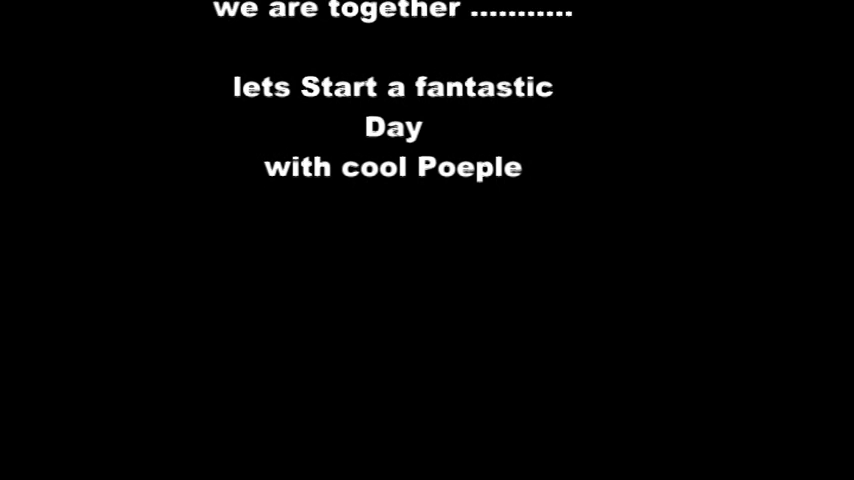 we are together ...........
lets Start a fantastic
Day
with cool Poeple